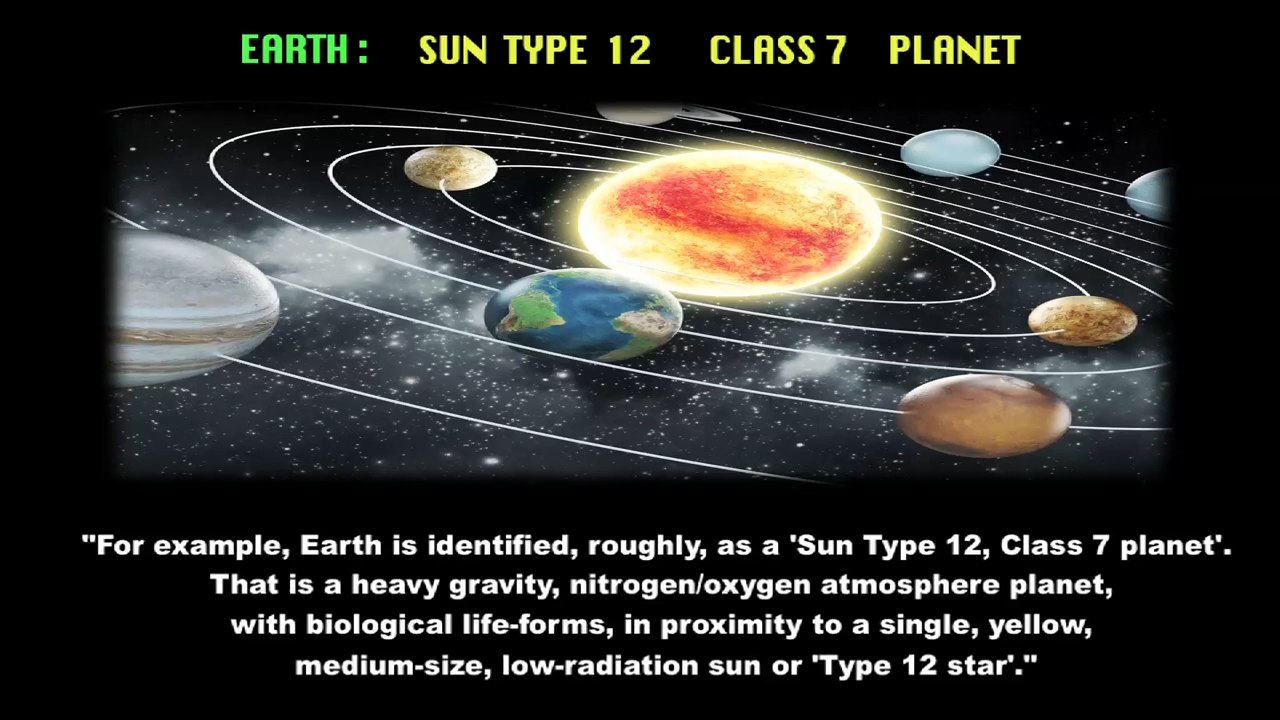 EARTH : SUN TYPE 12 CLASS 7 PLANET
"For example, Earth is identified, roughly, as a 'Sun Type 12, Class 7 planet'.
That is a heavy gravity, nitrogen/oxygen atmosphere planet,
with biological life-forms, in proximity to a single, yellow,
medium-size, low-radiation sun or 'Type 12 star'."